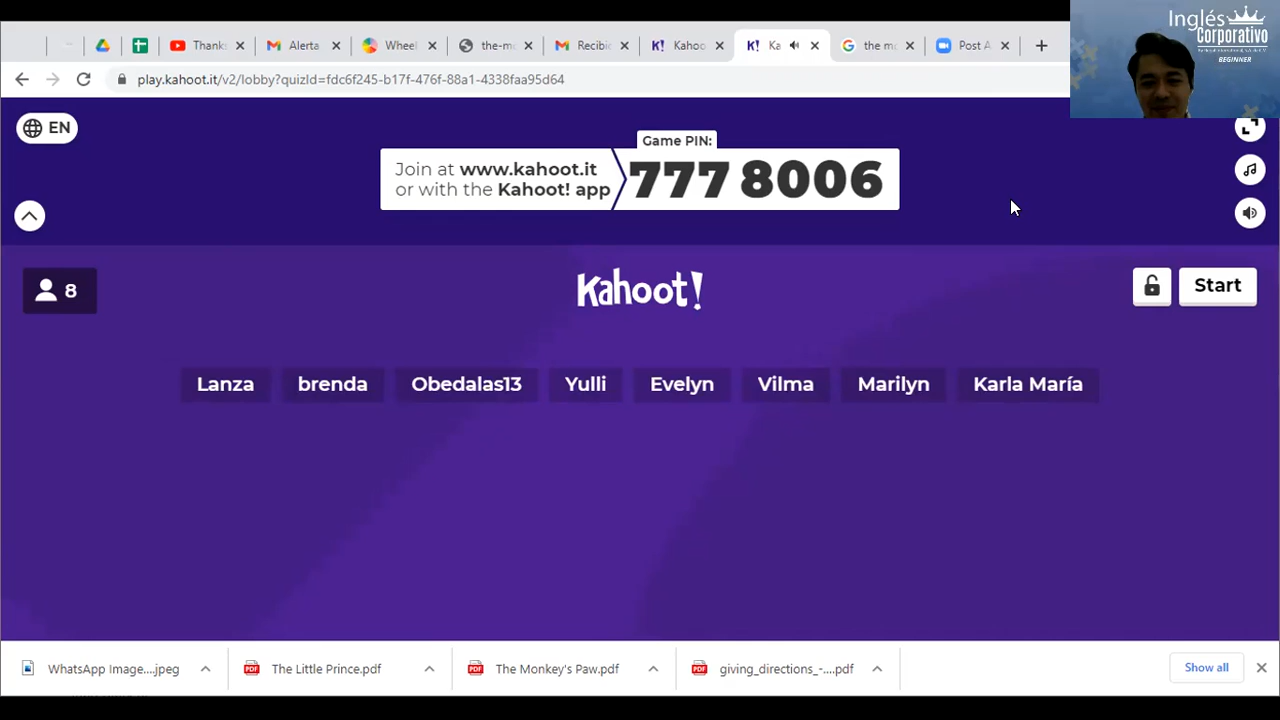 Inglés
Corporativo
BEGINNER
Thanks
Alerta
Wheel
the-mo
Recibid
Kahoo
Ka
the m
Post A
play.kahoot.it/v2/lobby?quizId=fdc6f245-b17f-476f-88a1-4338faa95d64
EN
Game PIN:
Join at www.kahoot.it
or with the Kahoot! app
777 8006
8
Kahoot!
Start
Lanza brenda Obedalas13 Yulli Evelyn Vilma Marilyn Karla María
WhatsApp Image....jpeg
The Little Prince.pdf
The Monkey's Paw.pdf
giving_directions_-....pdf
Show all